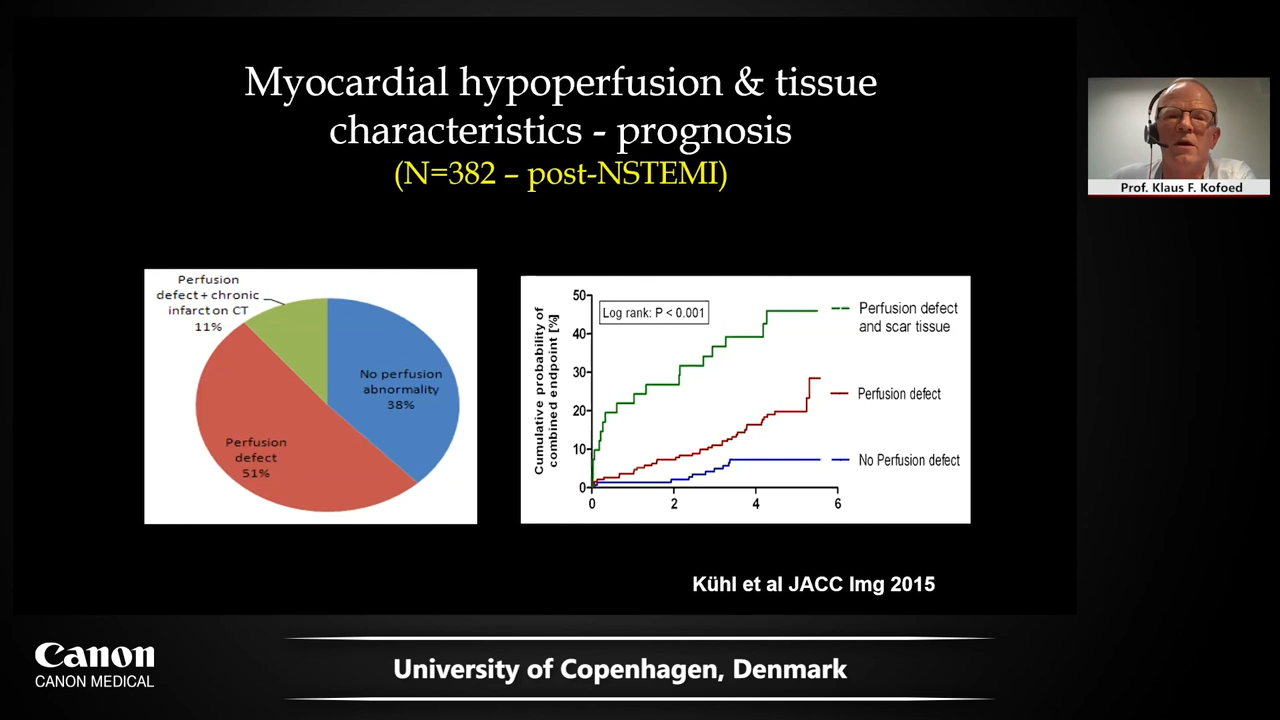 Myocardial hypoperfusion & tissue
characteristics - prognosis
(N=382 – post-NSTEMI)
Prof. Klaus F. Kofoed
Perfusion
defect + chronic
infarct on CT
11%
No perfusion
abnormality
38%
Perfusion
defect
51%
Cumulative probability of
combined endpoint [%]
50
40
30
20
10
0
Log rank: P < 0.001
0
2
4
6
Perfusion defect
and scar tissue
Perfusion defect
No Perfusion defect
Kühl et al JACC Img 2015
Canon
CANON MEDICAL
University of Copenhagen, Denmark